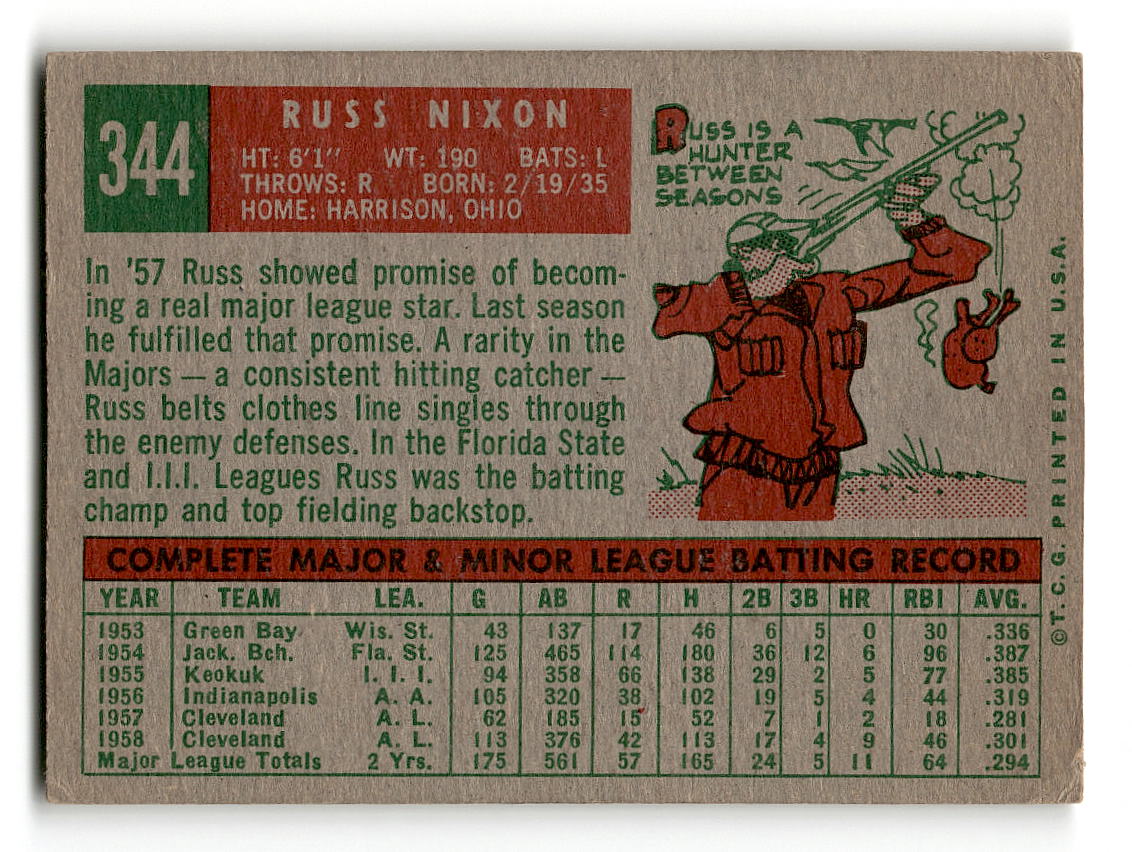 344
RUSS NIXON
HT: 6'1" WT: 190 BATS: L
THROWS: R BORN: 2/19/35
HOME: HARRISON, OHIO
RUSS IS A
HUNTER
BETWEEN
SEASONS
In '57 Russ showed promise of becom-
ing a real major league star. Last season
he fulfilled that promise. A rarity in the
Majors — a consistent hitting catcher —
Russ belts clothes line singles through
the enemy defenses. In the Florida State
and I.I.I. Leagues Russ was the batting
champ and top fielding backstop.
COMPLETE MAJOR & MINOR LEAGUE BATTING RECORD
YEAR TEAM LEA. G AB R H 2B 3B HR RBI AVG.
1953 Green Bay Wis. St. 43 137 17 46 6 5 0 30 .336
1954 Jack. Bch. Fla. St. 125 465 114 180 36 12 6 96 .387
1955 Keokuk I. I. I. 94 358 66 138 29 2 5 77 .385
1956 Indianapolis A. A. 105 320 38 102 19 5 4 44 .319
1957 Cleveland A. L. 62 185 15 52 7 1 2 18 .281
1958 Cleveland A. L. 113 376 42 113 17 4 9 46 .301
Major League Totals 2 Yrs. 175 561 57 165 24 5 11 64 .294
©T. C. G. PRINTED IN U.S.A.